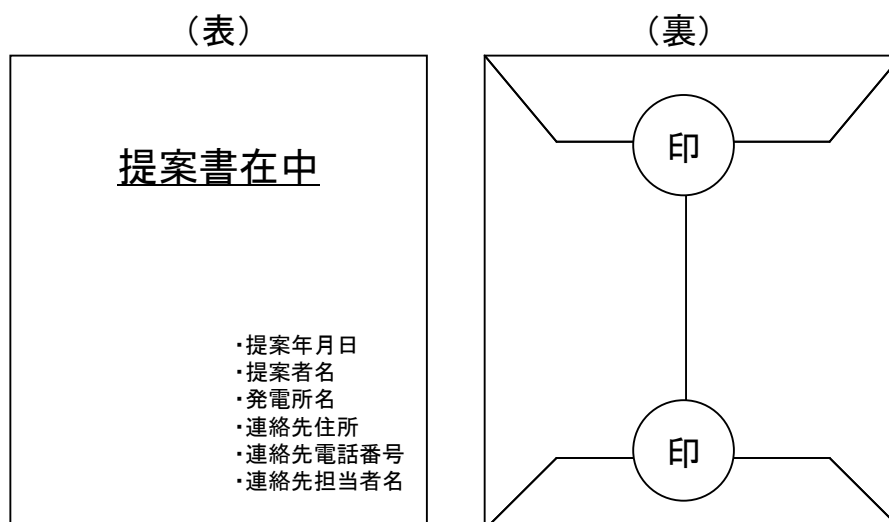 （表）
提案書在中
・提案年月日
・提案者名
・発電所名
・連絡先住所
・連絡先電話番号
・連絡先担当者名
（裏）
印
印